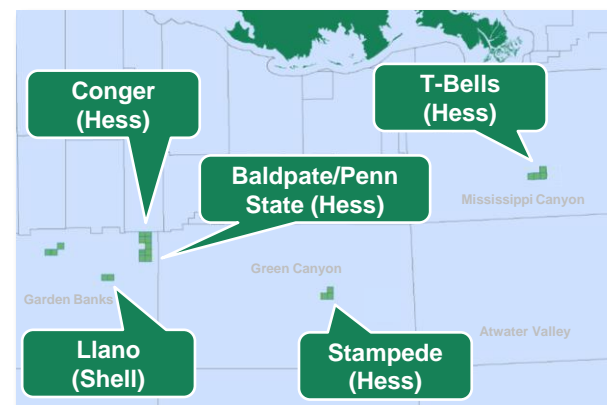 Conger
(Hess)
T-Bells
(Hess)
Baldpate/Penn
State (Hess)
Mississippi Canyon
Green Canyon
Garden Banks
Llano
(Shell)
Stampede
(Hess)
Atwater Valley